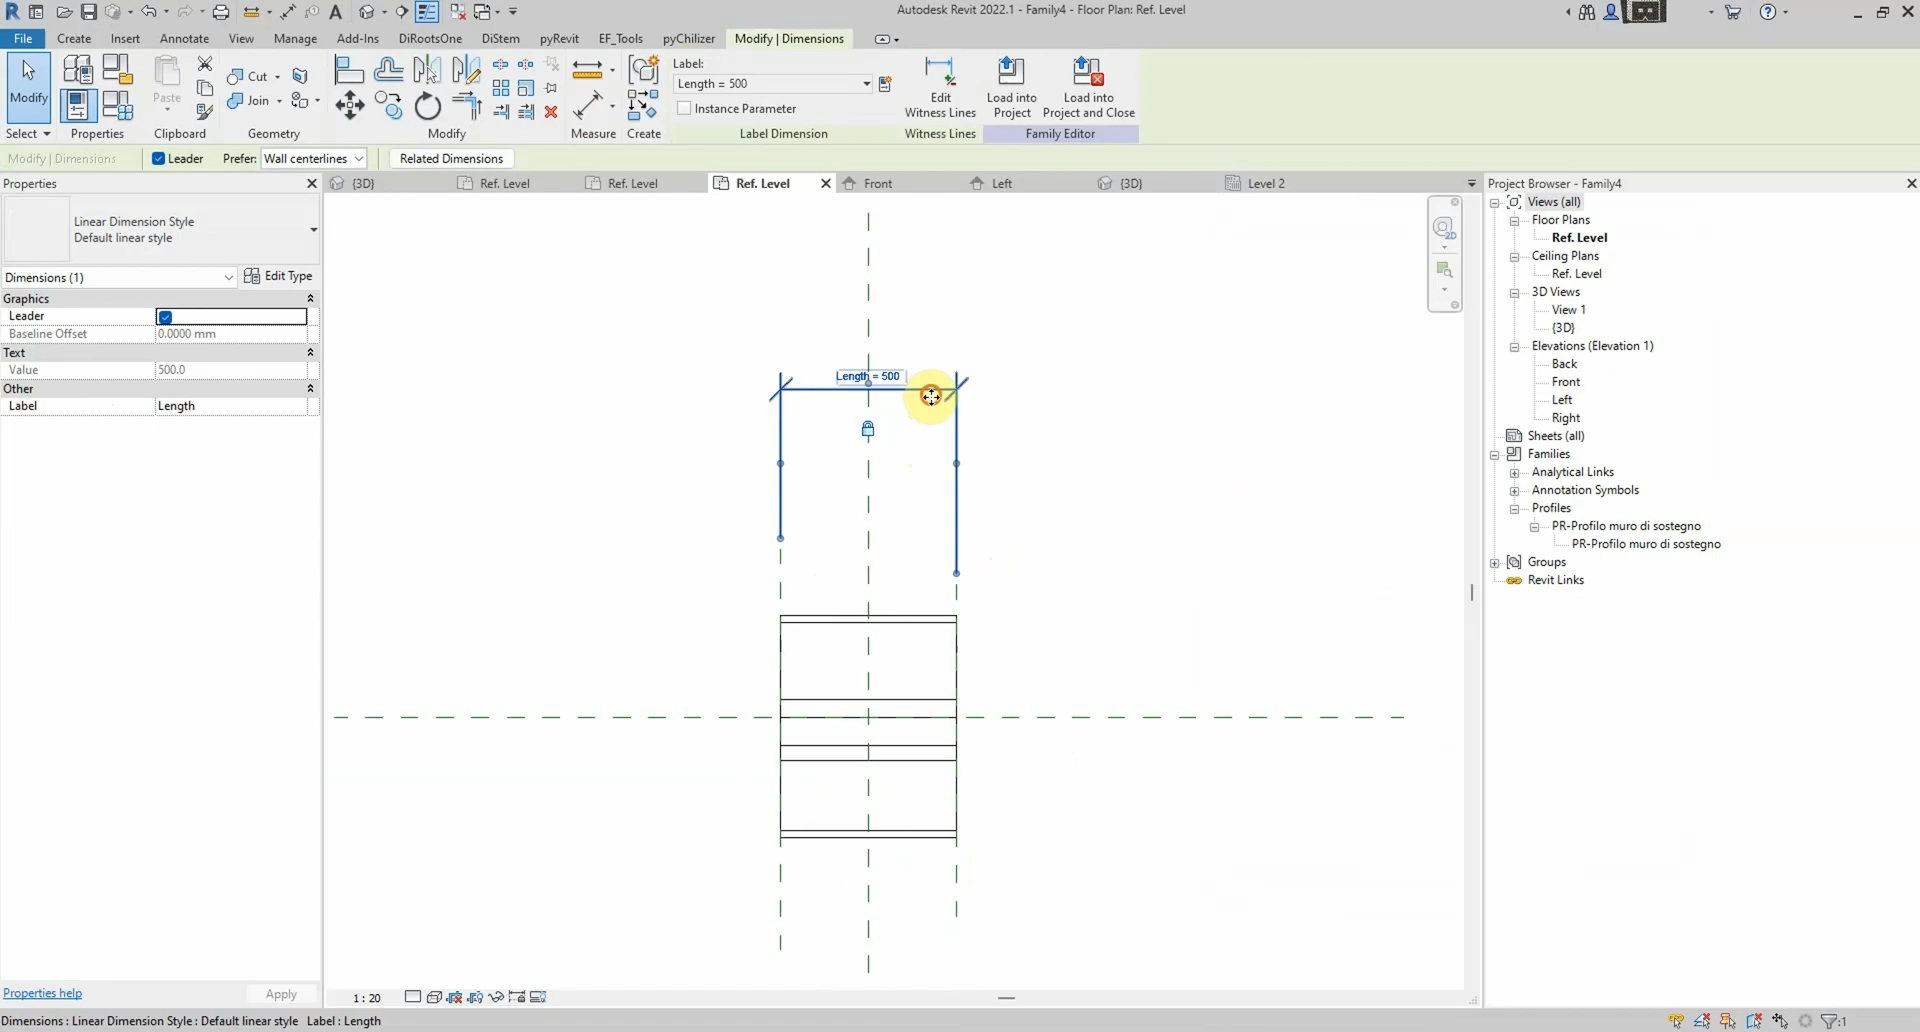 Autodesk Revit 2022.1 - Family4 - Floor Plan: Ref. Level
File Create Insert Annotate View Manage Add-Ins DiRootsOne DiStem pyRevit EF_Tools pyChilizer Modify | Dimensions
Modify
Select
Properties
Paste
Clipboard
Cut
Join
Geometry
Modify
Measure
Create
Label:
Length = 500
Instance Parameter
Label Dimension
Edit
Witness Lines
Witness Lines
Load into
Project
Load into
Project and Close
Family Editor
Modify | Dimensions
Leader
Prefer: Wall centerlines
Related Dimensions
Properties
Linear Dimension Style
Default linear style
Dimensions (1)
Edit Type
Graphics
Leader
Baseline Offset 0.0000 mm
Text
Value 500.0
Other
Label Length
Properties help
Apply
{3D} Ref. Level Ref. Level Ref. Level Front Left {3D} Level 2
2D
Length = 500
1 : 20
Project Browser - Family4
Views (all)
Floor Plans
Ref. Level
Ceiling Plans
Ref. Level
3D Views
View 1
{3D}
Elevations (Elevation 1)
Back
Front
Left
Right
Sheets (all)
Families
Analytical Links
Annotation Symbols
Profiles
PR-Profilo muro di sostegno
PR-Profilo muro di sostegno
Groups
Revit Links
Dimensions : Linear Dimension Style : Default linear style Label : Length
:1